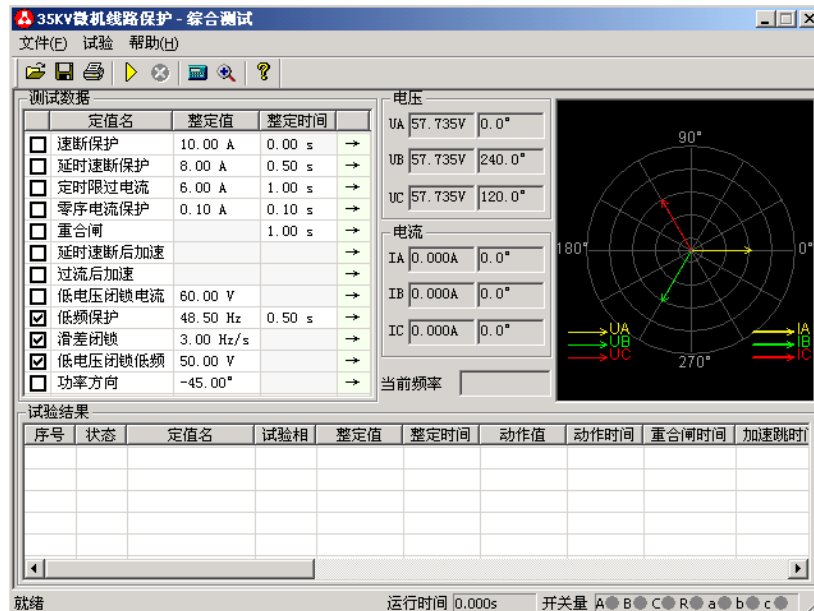 35KV微机线路保护 - 综合测试
文件(F) 试验 帮助(H)
测试数据
定值名 整定值 整定时间
速断保护 10.00 A 0.00 s →
延时速断保护 8.00 A 0.50 s →
定时限过电流 6.00 A 1.00 s →
零序电流保护 0.10 A 0.10 s →
重合闸 1.00 s →
延时速断后加速 →
过流后加速 →
低电压闭锁电流 60.00 V →
低频保护 48.50 Hz 0.50 s →
滑差闭锁 3.00 Hz/s →
低电压闭锁低频 50.00 V →
功率方向 -45.00° →
电压
UA 57.735V 0.0°
UB 57.735V 240.0°
UC 57.735V 120.0°
电流
IA 0.000A 0.0°
IB 0.000A 0.0°
IC 0.000A 0.0°
当前频率
90°
180° 0°
270°
UA IA
UB IB
UC IC
试验结果
序号 状态 定值名 试验相 整定值 整定时间 动作值 动作时间 重合闸时间 加速跳时
就绪 运行时间 0.000s 开关量 A B C R a b c